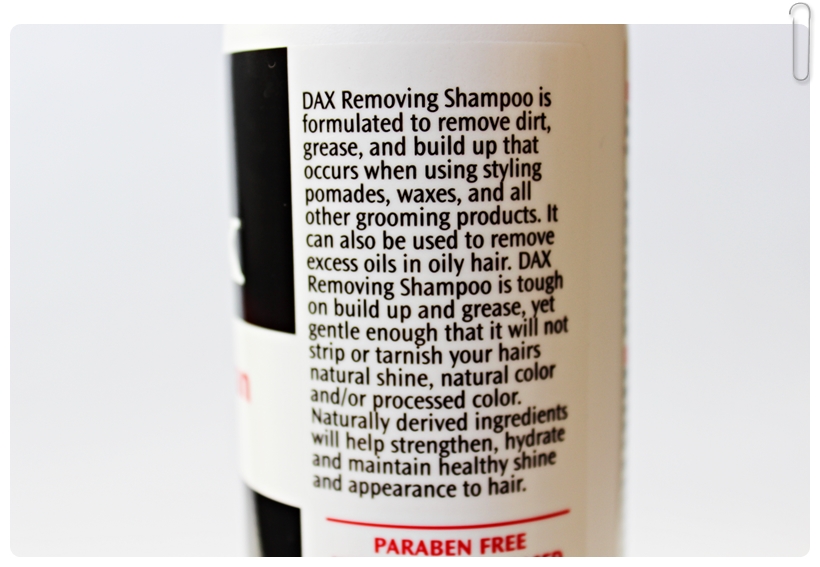 DAX Removing Shampoo is
formulated to remove dirt,
grease, and build up that
occurs when using styling
pomades, waxes, and all
other grooming products. It
can also be used to remove
excess oils in oily hair. DAX
Removing Shampoo is tough
on build up and grease, yet
gentle enough that it will not
strip or tarnish your hairs
natural shine, natural color
and/or processed color.
Naturally derived ingredients
will help strengthen, hydrate
and maintain healthy shine
and appearance to hair.
PARABEN FREE